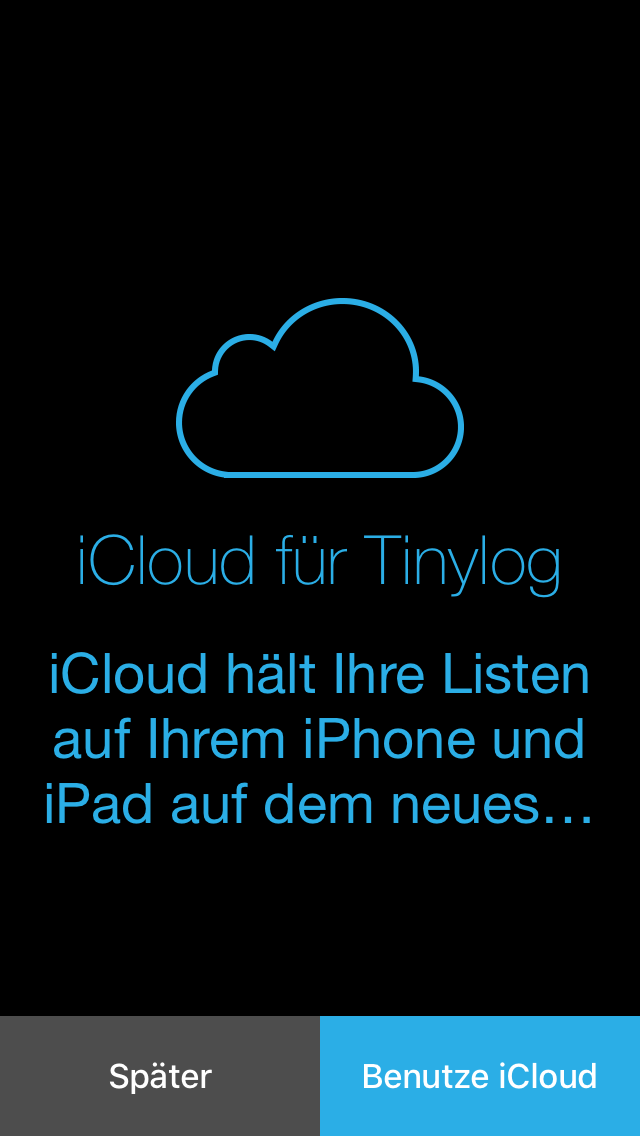 iCloud für Tinylog
iCloud hält Ihre Listen
auf Ihrem iPhone und
iPad auf dem neues…
Später
Benutze iCloud